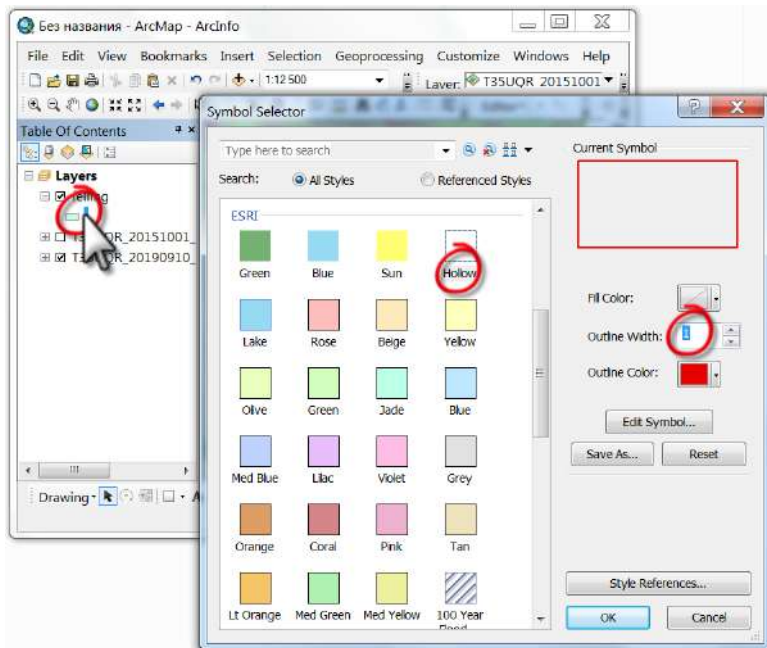 Без названия - ArcMap - ArcInfo
File Edit View Bookmarks Insert Selection Geoprocessing Customize Windows Help
1:12 500
Layer: T35UQR_20151001
Table Of Contents
Layers
felling
QR_20151001_
QR_20190910_
Drawing
Symbol Selector
Type here to search
Search: All Styles Referenced Styles
ESRI
Green Blue Sun Hollow
Lake Rose Beige Yellow
Olive Green Jade Blue
Med Blue Lilac Violet Grey
Orange Coral Pink Tan
Lt Orange Med Green Med Yellow 100 Year
Current Symbol
Fill Color:
Outline Width: 1
Outline Color:
Edit Symbol...
Save As... Reset
Style References...
OK Cancel